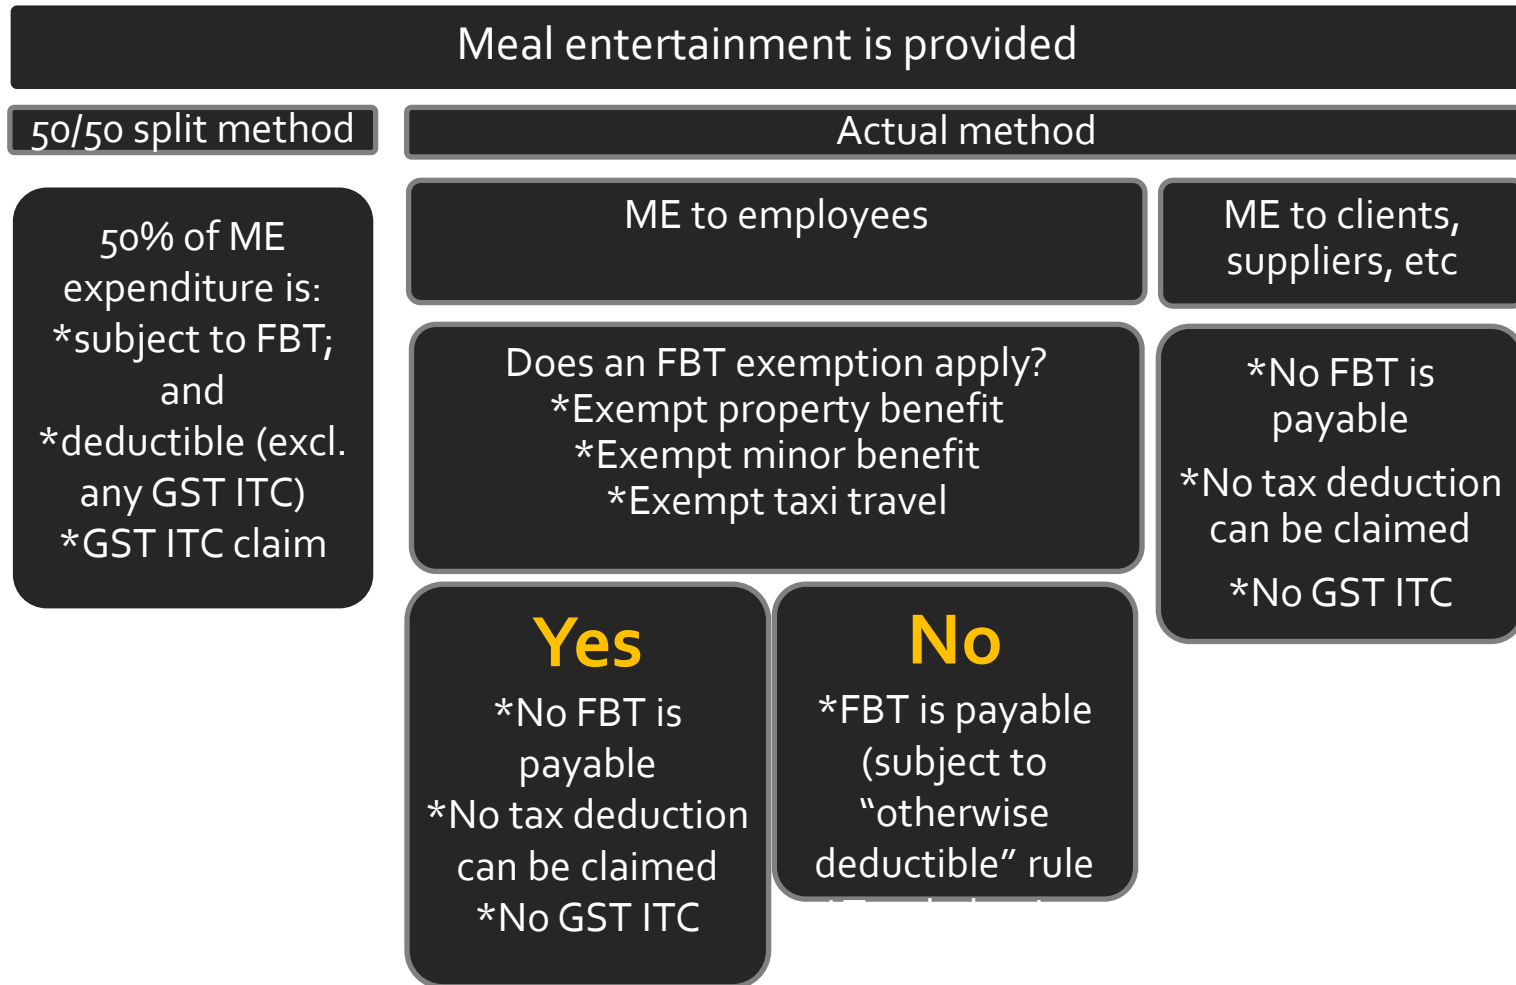 Meal entertainment is provided
50/50 split method
Actual method
50% of ME
expenditure is:
*subject to FBT;
and
*deductible (excl.
any GST ITC)
*GST ITC claim
ME to employees
ME to clients,
suppliers, etc
Does an FBT exemption apply?
*Exempt property benefit
*Exempt minor benefit
*Exempt taxi travel
*No FBT is
payable
*No tax deduction
can be claimed
*No GST ITC
Yes
*No FBT is
payable
*No tax deduction
can be claimed
*No GST ITC
No
*FBT is payable
(subject to
“otherwise
deductible” rule